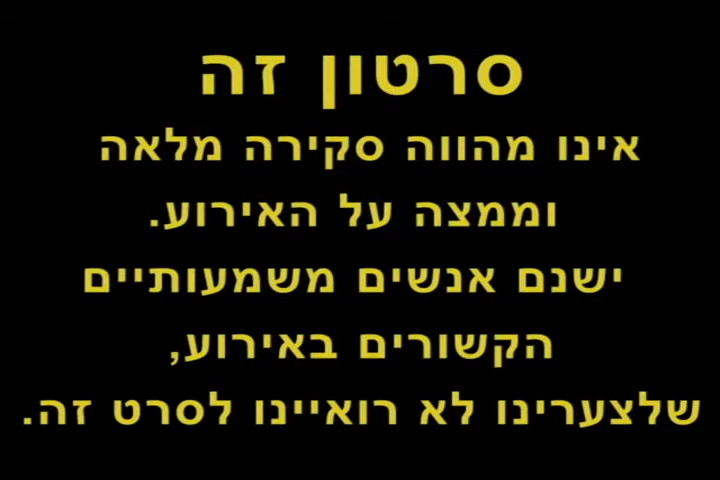 סרטון זה
אינו מהווה סקירה מלאה
וממצה על האירוע.
ישנם אנשים משמעותיים
הקשורים באירוע,
שלצערינו לא רואיינו לסרט זה.